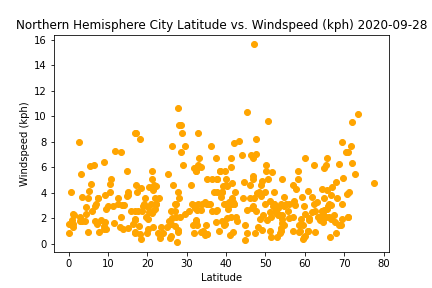 Northern Hemisphere City Latitude vs. Windspeed (kph) 2020-09-28
16
14
12
10
8
6
4
2
0
Windspeed (kph)
0 10 20 30 40 50 60 70 80
Latitude